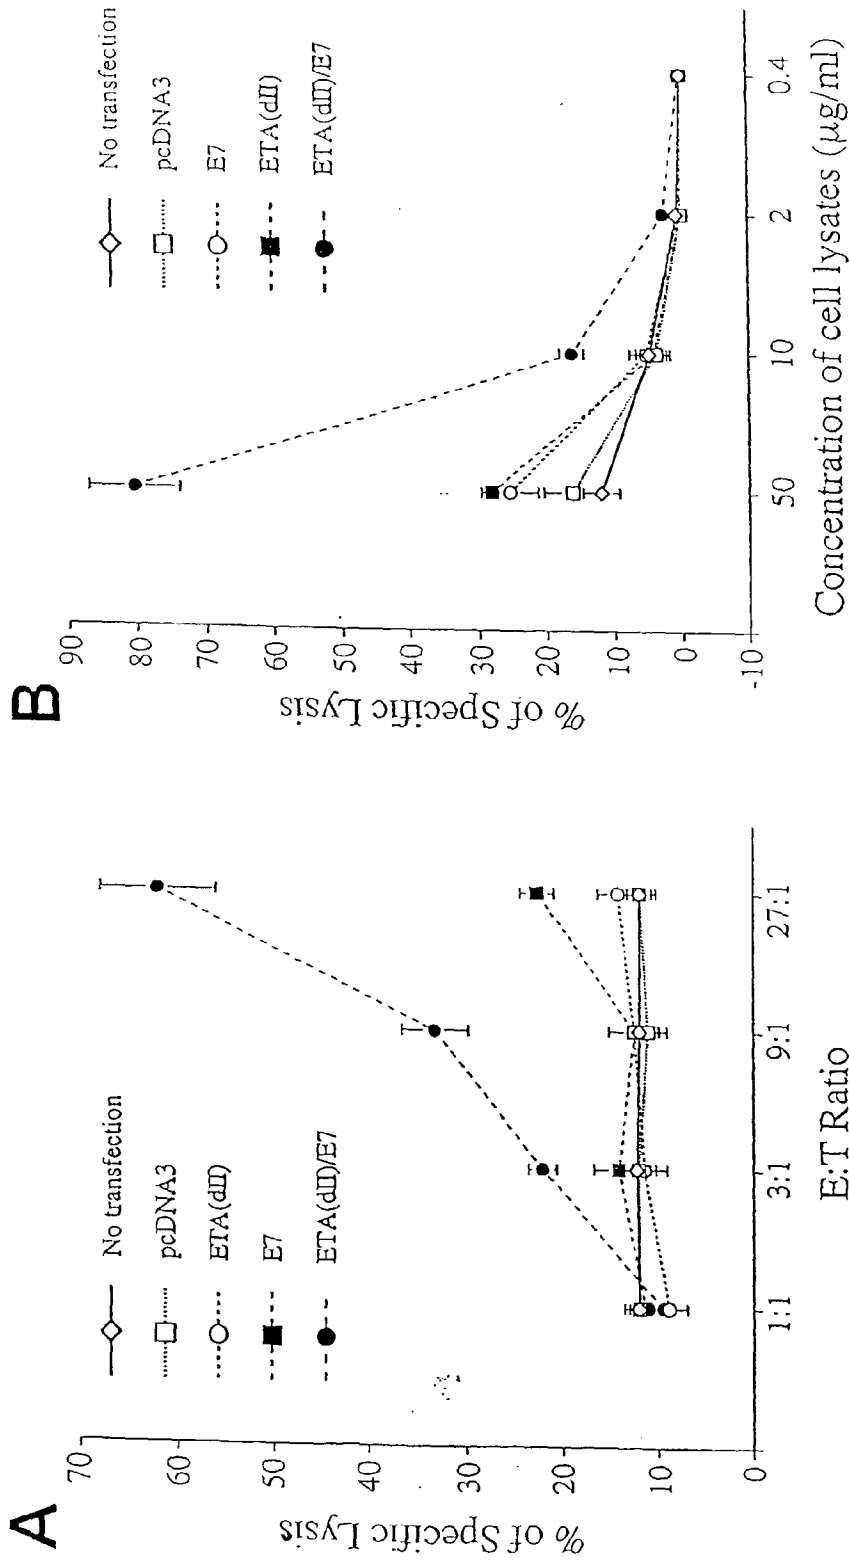 A
70
60
50
40
30
20
10
0
% of Specific Lysis
No transfection
pcDNA3
ETA(dII)
E7
ETA(dII)/E7
1:1
3:1
9:1
27:1
E:T Ratio
B
90
80
70
60
50
40
30
20
10
0
-10
% of Specific Lysis
No transfection
pcDNA3
E7
ETA(dII)
ETA(dII)/E7
50
10
2
0.4
Concentration of cell lysates (µg/ml)